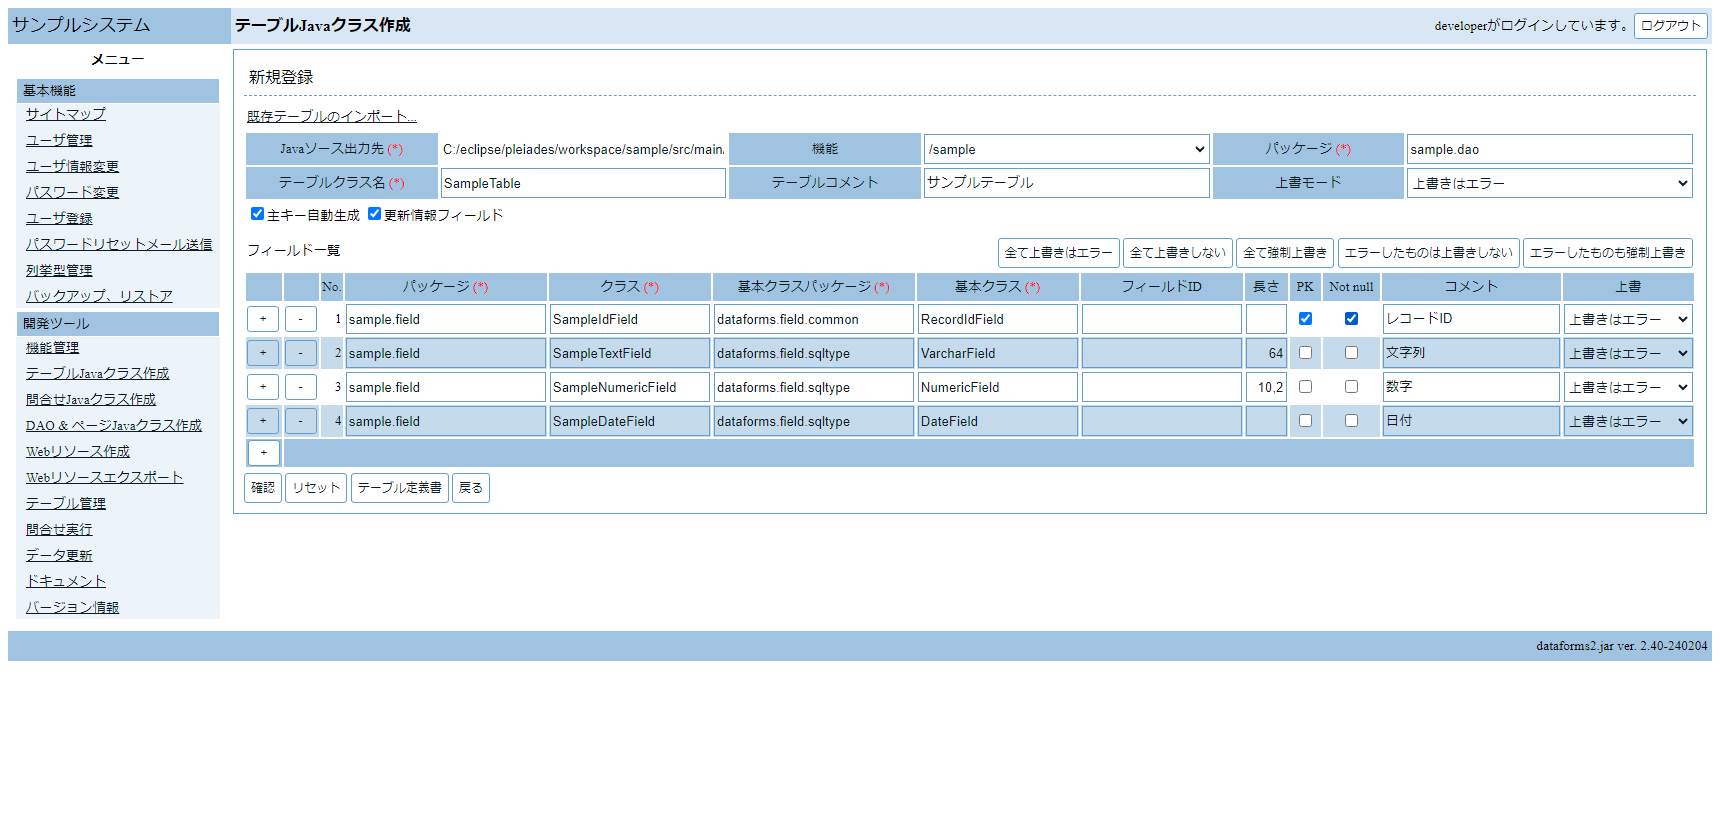 サンプルシステム
テーブルJavaクラス作成
developerがログインしています。 ログアウト
メニュー
基本機能
サイトマップ
ユーザ管理
ユーザ情報変更
パスワード変更
ユーザ登録
パスワードリセットメール送信
列挙型管理
バックアップ、リストア
開発ツール
機能管理
テーブルJavaクラス作成
問合せJavaクラス作成
DAO & ページJavaクラス作成
Webリソース作成
Webリソースエクスポート
テーブル管理
問合せ実行
データ更新
ドキュメント
バージョン情報
新規登録
既存テーブルのインポート...
Javaソース出力先 (*) C:/eclipse/pleiades/workspace/sample/src/main, 機能 /sample パッケージ (*) sample.dao
テーブルクラス名 (*) SampleTable テーブルコメント サンプルテーブル 上書モード 上書きはエラー
主キー自動生成 更新情報フィールド
フィールド一覧 全て上書きはエラー 全て上書きしない 全て強制上書き エラーしたものは上書きしない エラーしたものも強制上書き
No. パッケージ (*) クラス (*) 基本クラスパッケージ (*) 基本クラス (*) フィールドID 長さ PK Not null コメント 上書
+ - 1 sample.field SampleIdField dataforms.field.common RecordIdField レコードID 上書きはエラー
+ - 2 sample.field SampleTextField dataforms.field.sqltype VarcharField 64 文字列 上書きはエラー
+ - 3 sample.field SampleNumericField dataforms.field.sqltype NumericField 10,2 数字 上書きはエラー
+ - 4 sample.field SampleDateField dataforms.field.sqltype DateField 日付 上書きはエラー
+
確認 リセット テーブル定義書 戻る
dataforms2.jar ver. 2.40-240204